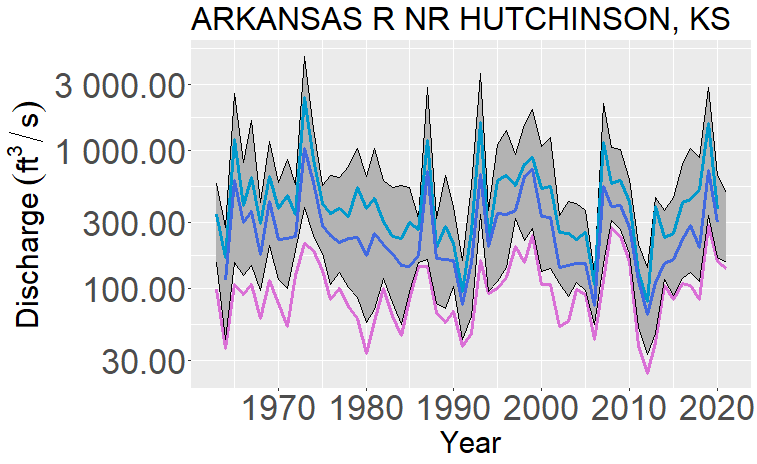 ARKANSAS R NR HUTCHINSON, KS
Discharge (ft³/s)
3 000.00
1 000.00
300.00
100.00
30.00
1970 1980 1990 2000 2010 2020
Year